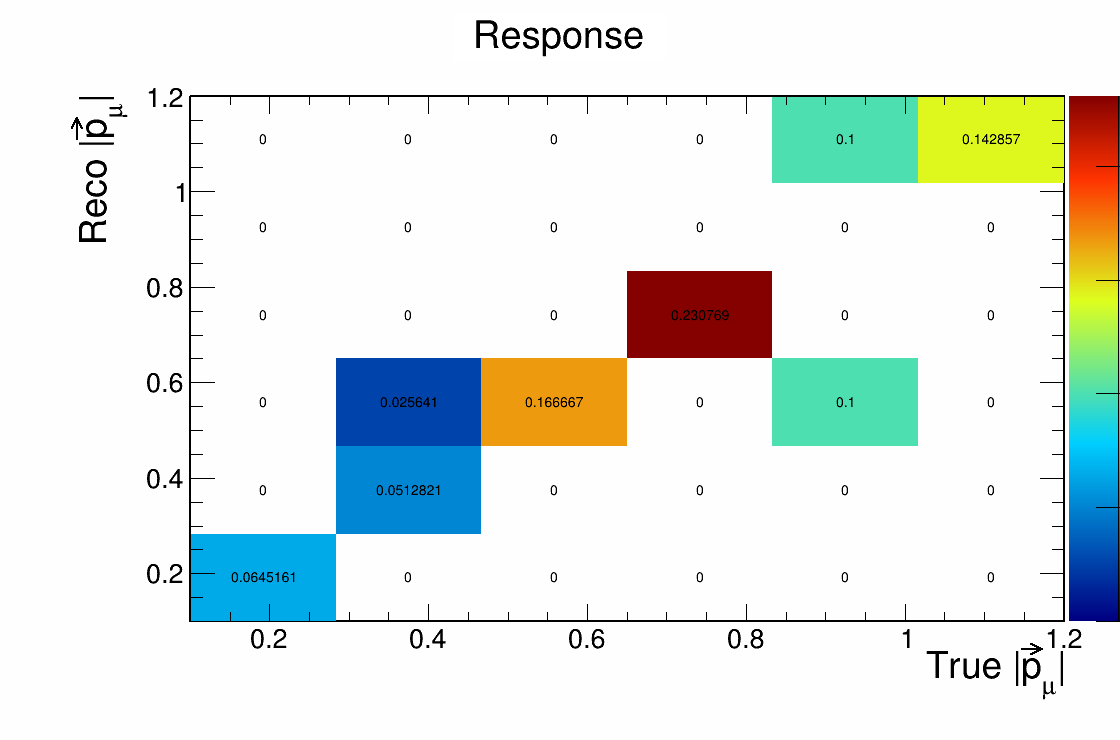 Response
Reco |p⃗μ|
1.2
0 0 0 0 0.1 0.142857
1
0 0 0 0 0 0
0.8
0 0 0 0.230769 0 0
0.6
0 0.025641 0.166667 0 0.1 0
0.4
0 0.0512821 0 0 0 0
0.2
0.0645161 0 0 0 0 0
0.2 0.4 0.6 0.8 1 1.2
True |p⃗μ|